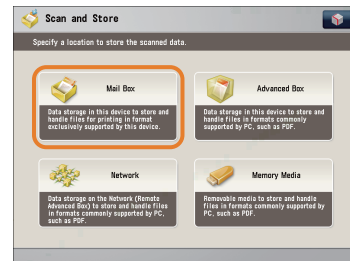 Scan and Store
Specify a location to store the scanned data.
Mail Box
Data storage in this device to store and
handle files for printing in format
exclusively supported by this device.
Advanced Box
Data storage in this device to store and
handle files in formats commonly
supported by PC, such as PDF.
Network
Data storage on the Network (Remote
Advanced Box) to store and handle files
in formats commonly supported by PC,
such as PDF.
Memory Media
Removable media to store and handle
files in formats commonly supported by
PC, such as PDF.